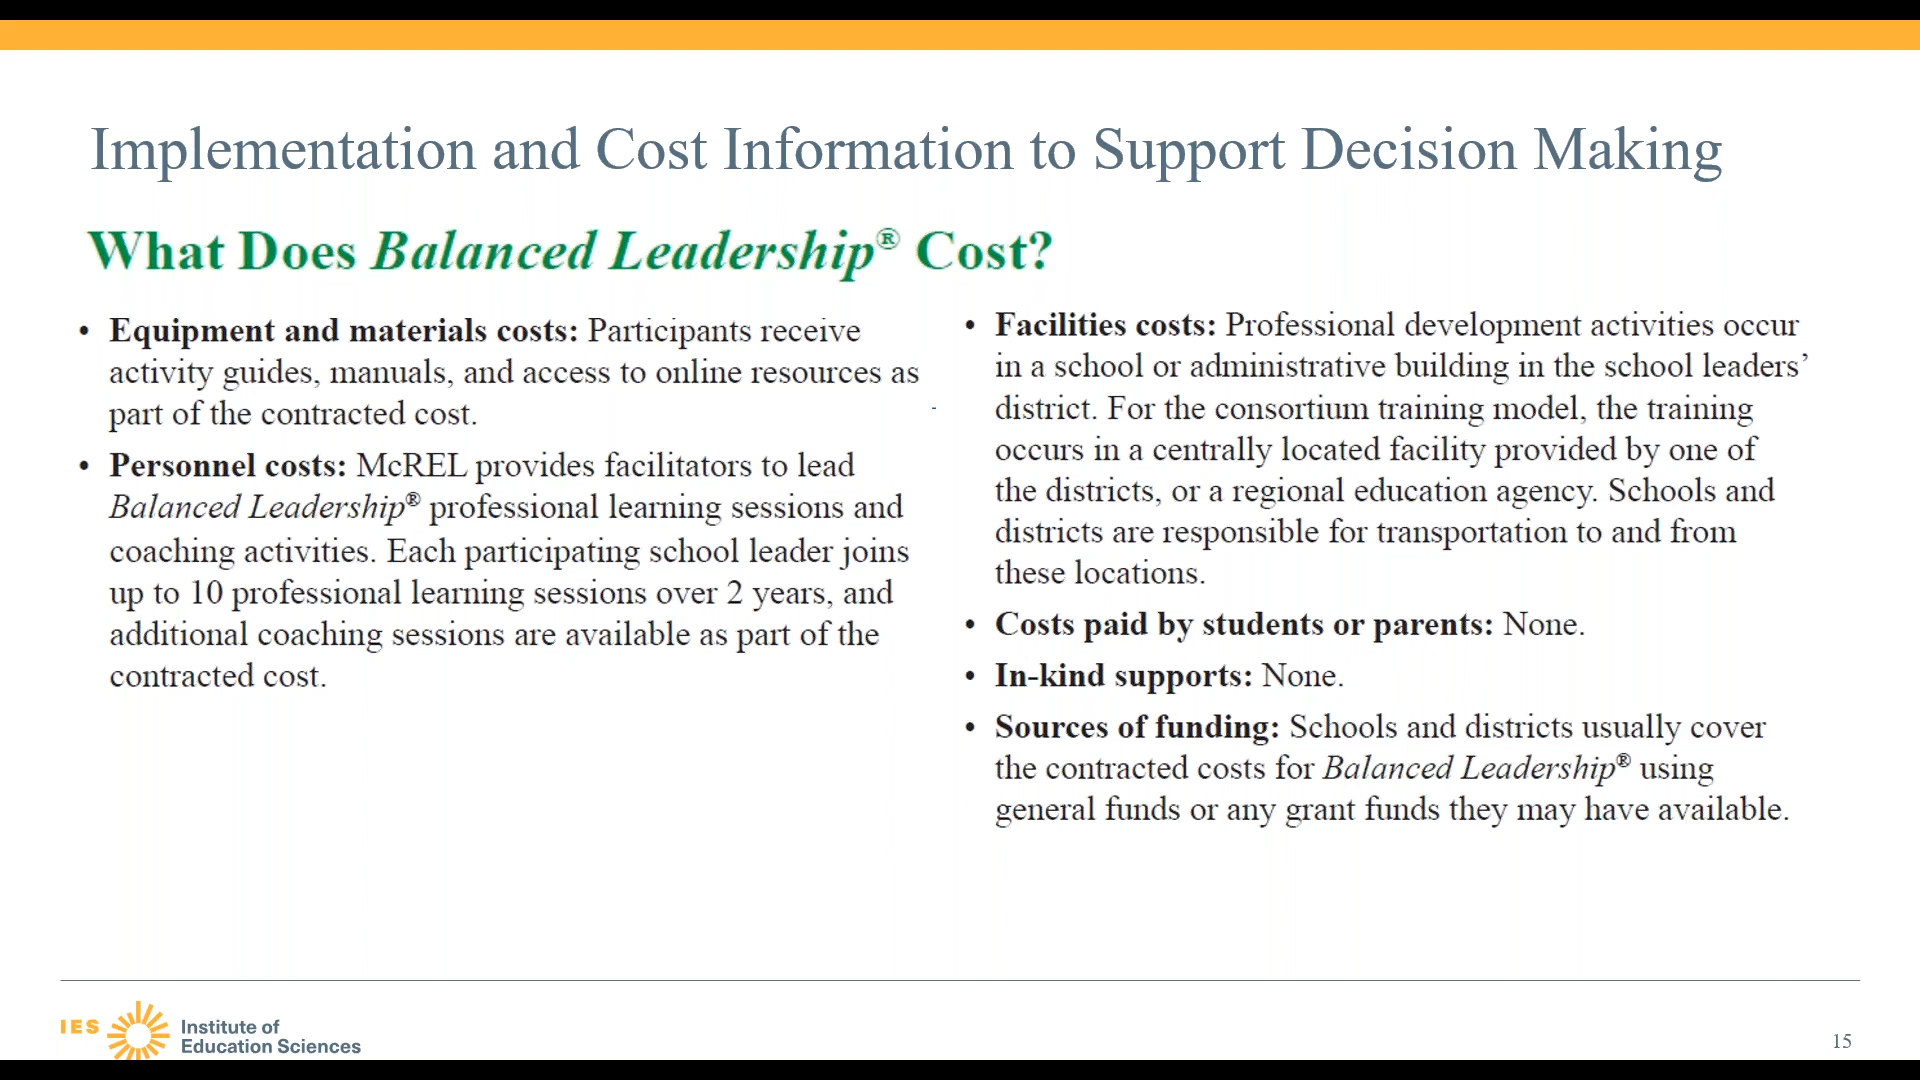 Implementation and Cost Information to Support Decision Making
What Does Balanced Leadership® Cost?
• Equipment and materials costs: Participants receive
activity guides, manuals, and access to online resources as
part of the contracted cost.
• Personnel costs: McREL provides facilitators to lead
Balanced Leadership® professional learning sessions and
coaching activities. Each participating school leader joins
up to 10 professional learning sessions over 2 years, and
additional coaching sessions are available as part of the
contracted cost.
• Facilities costs: Professional development activities occur
in a school or administrative building in the school leaders’
district. For the consortium training model, the training
occurs in a centrally located facility provided by one of
the districts, or a regional education agency. Schools and
districts are responsible for transportation to and from
these locations.
• Costs paid by students or parents: None.
• In-kind supports: None.
• Sources of funding: Schools and districts usually cover
the contracted costs for Balanced Leadership® using
general funds or any grant funds they may have available.
IES
Institute of
Education Sciences
15